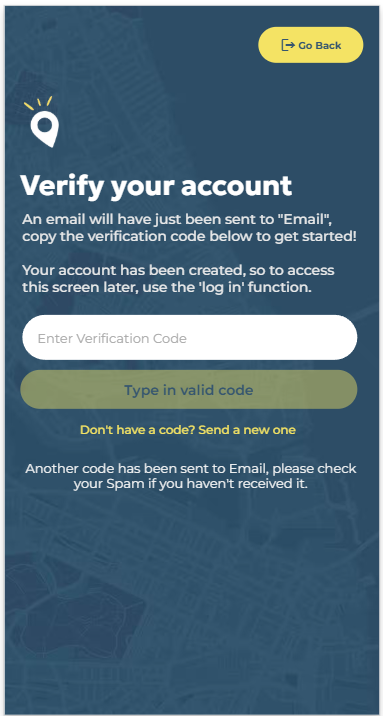 Go Back
Verify your account
An email will have just been sent to "Email",
copy the verification code below to get started!
Your account has been created, so to access
this screen later, use the 'log in' function.
Enter Verification Code
Type in valid code
Don't have a code? Send a new one
Another code has been sent to Email, please check
your Spam if you haven't received it.